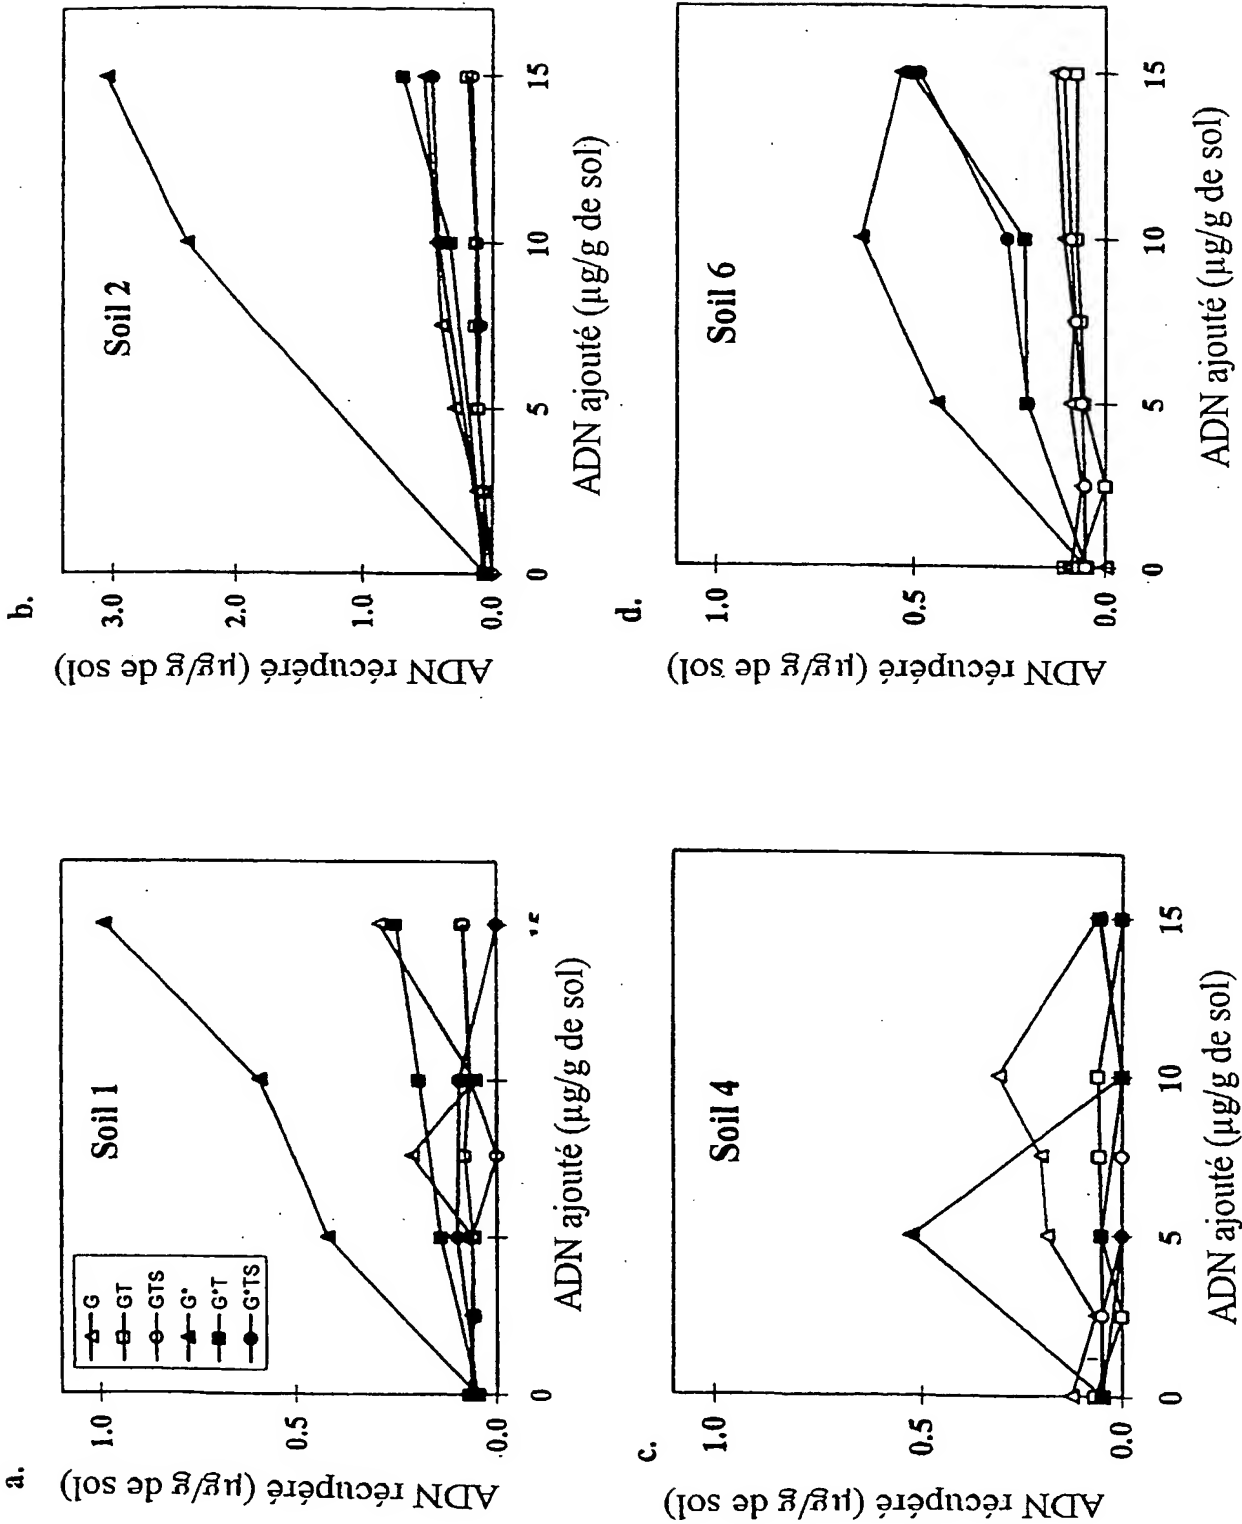 a.
Soil 1
G
GT
GTS
G*
G*T
G*TS
ADN récupéré (µg/g de sol)
1.0
0.5
0.0
0
5
10
ADN ajouté (µg/g de sol)
b.
Soil 2
ADN récupéré (µg/g de sol)
3.0
2.0
1.0
0.0
0
5
10
15
ADN ajouté (µg/g de sol)
c.
Soil 4
ADN récupéré (µg/g de sol)
1.0
0.5
0.0
0
5
10
15
ADN ajouté (µg/g de sol)
d.
Soil 6
ADN récupéré (µg/g de sol)
1.0
0.5
0.0
0
5
10
15
ADN ajouté (µg/g de sol)